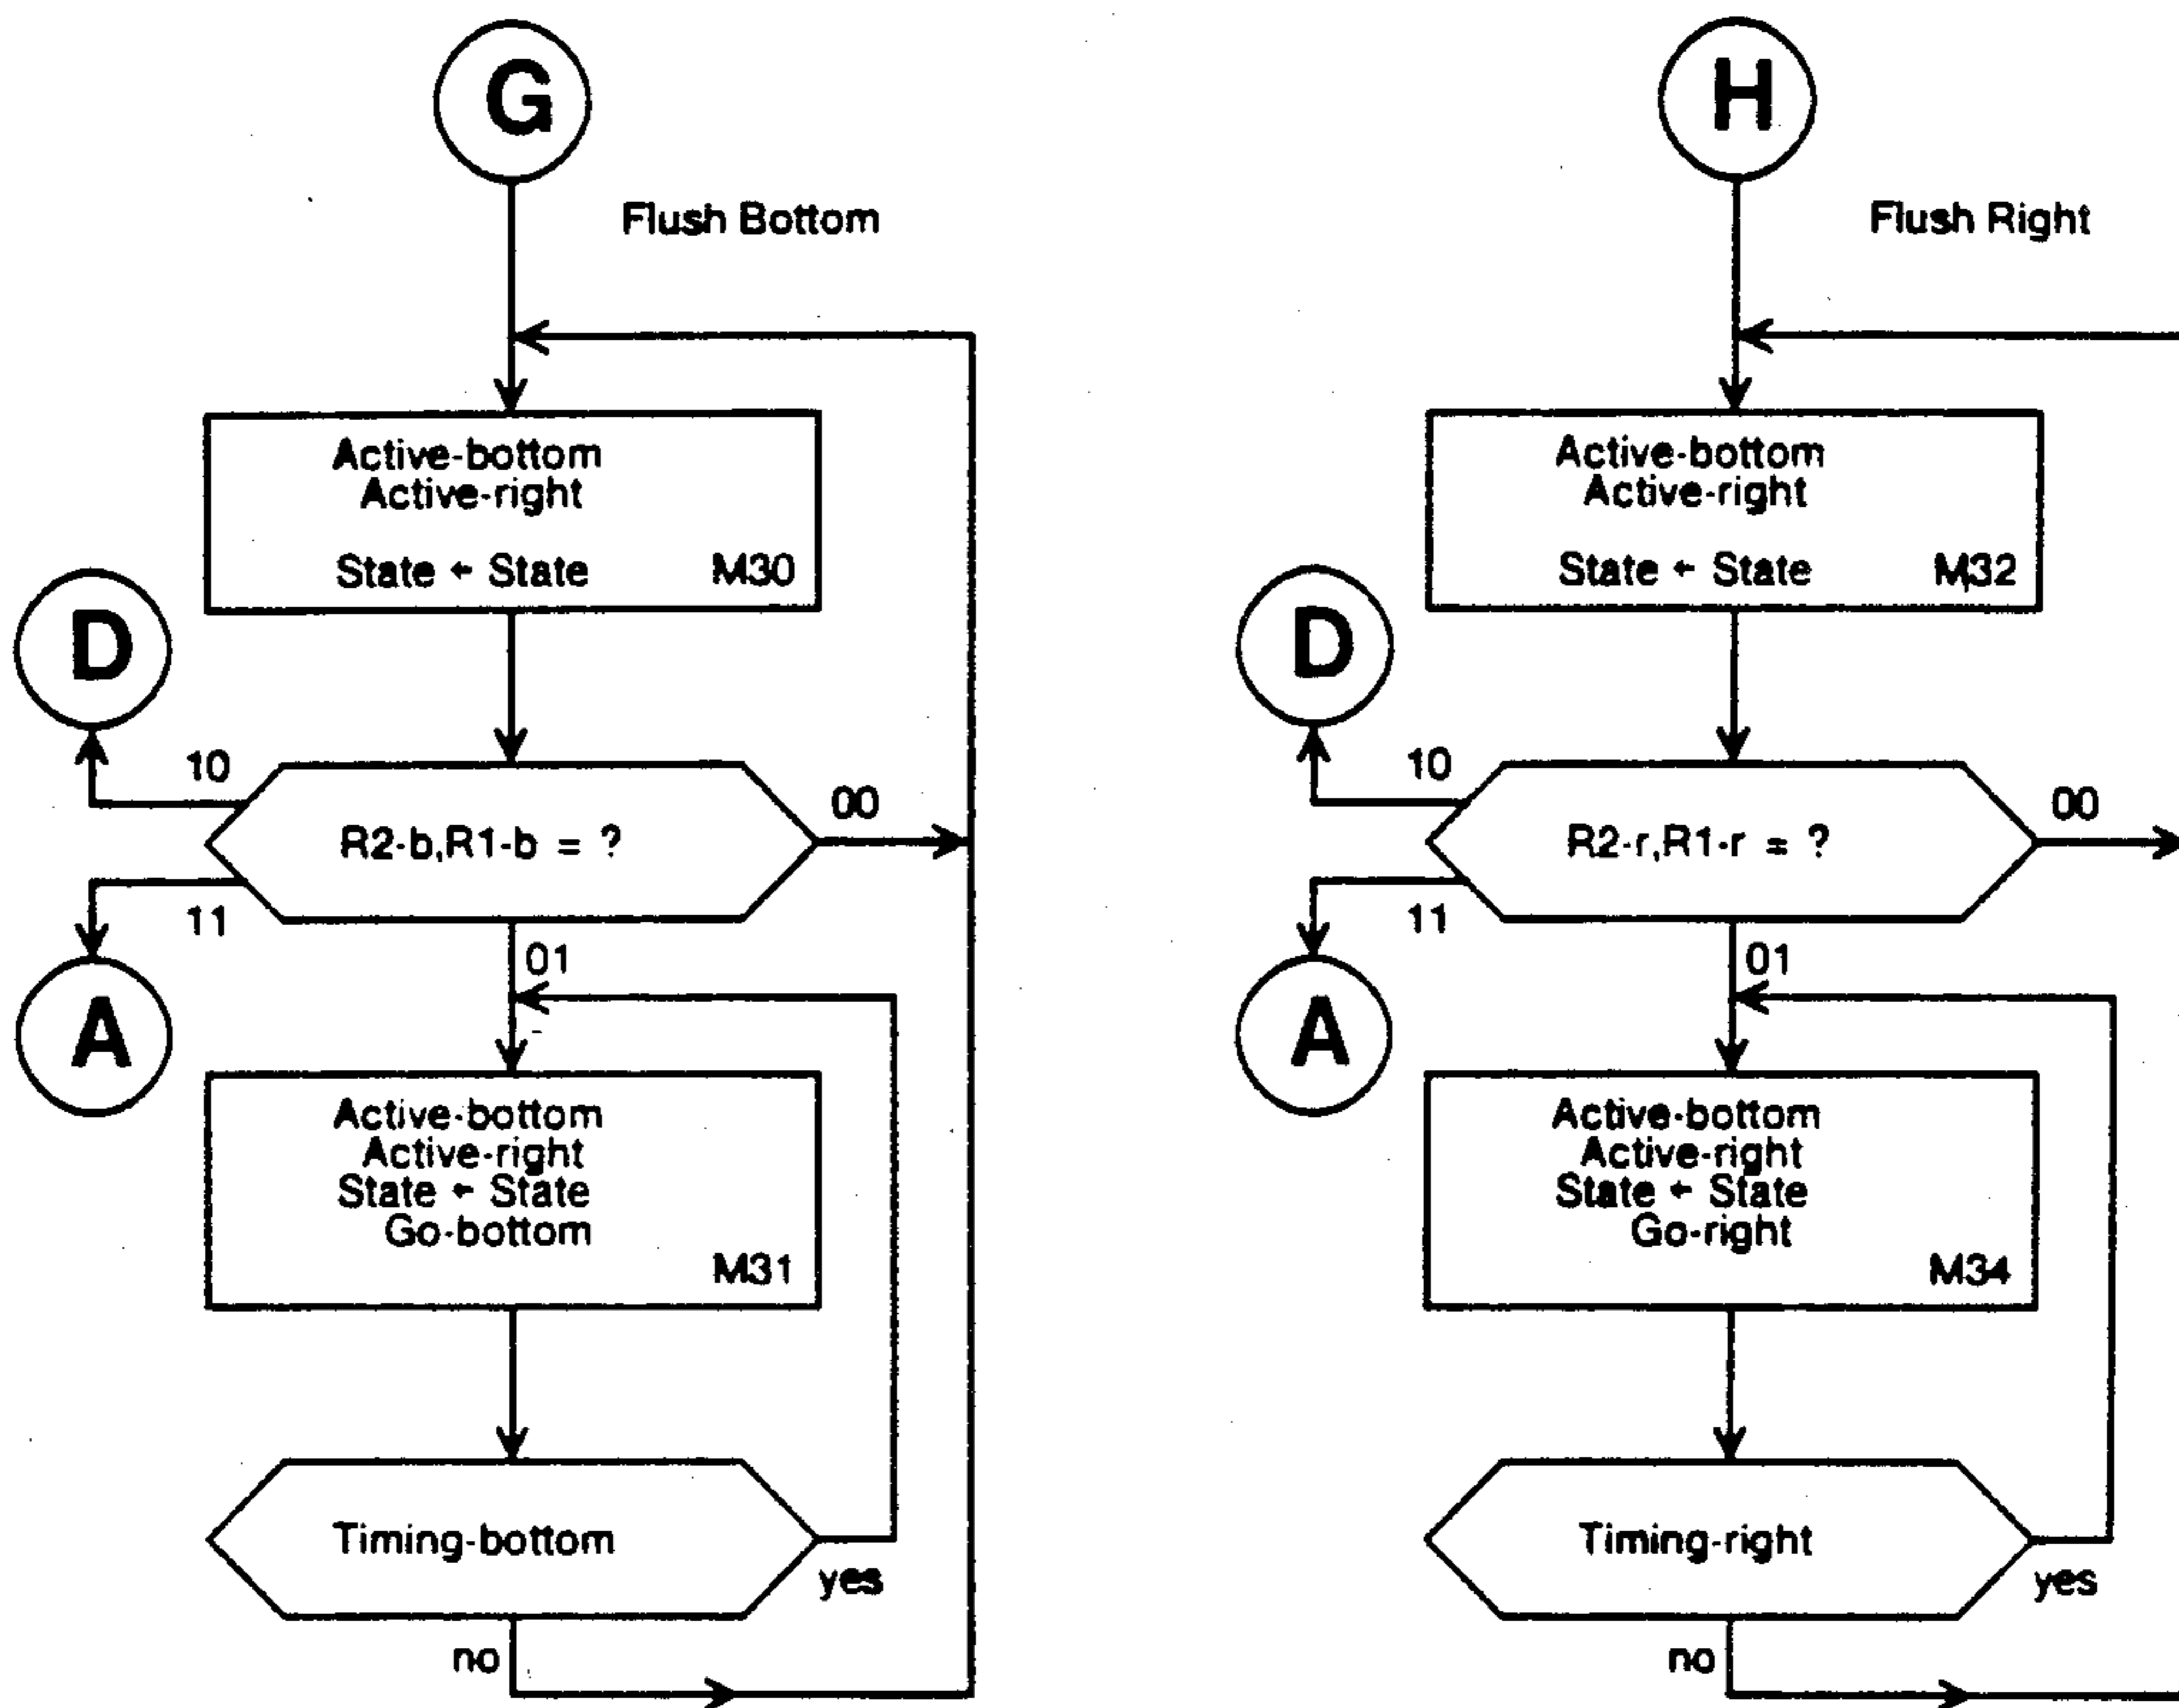 G
Flush Bottom
Active-bottom
Active-right
State ← State
M30
D
10
R2-b,R1-b = ?
00
11
A
01
Active-bottom
Active-right
State ← State
Go-bottom
M31
Timing-bottom
yes
no
H
Flush Right
Active-bottom
Active-right
State ← State
M32
D
10
R2-r,R1-r = ?
00
11
A
01
Active-bottom
Active-right
State ← State
Go-right
M34
Timing-right
yes
no